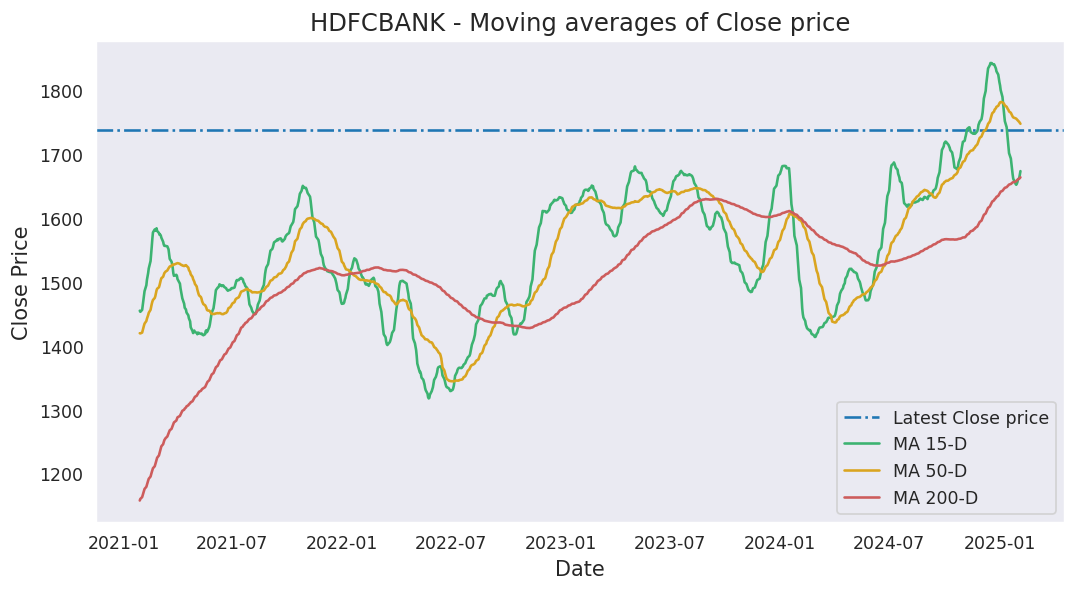 HDFCBANK - Moving averages of Close price
Close Price
1800
1700
1600
1500
1400
1300
1200
2021-01 2021-07 2022-01 2022-07 2023-01 2023-07 2024-01 2024-07 2025-01
Date
Latest Close price
MA 15-D
MA 50-D
MA 200-D